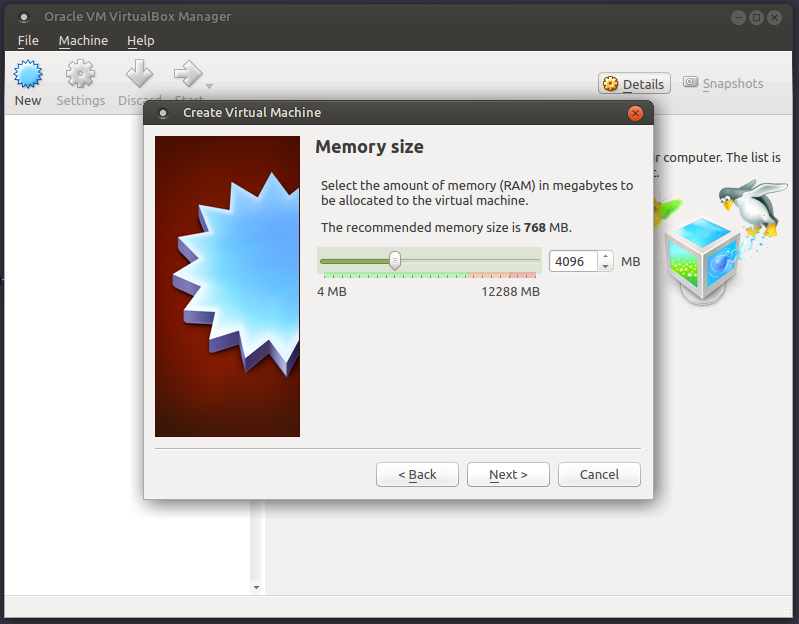 Oracle VM VirtualBox Manager
File Machine Help
New Settings Discard Start
Details Snapshots
Create Virtual Machine
Memory size
r computer. The list is
t.
Select the amount of memory (RAM) in megabytes to
be allocated to the virtual machine.
The recommended memory size is 768 MB.
4096 MB
4 MB 12288 MB
< Back Next > Cancel